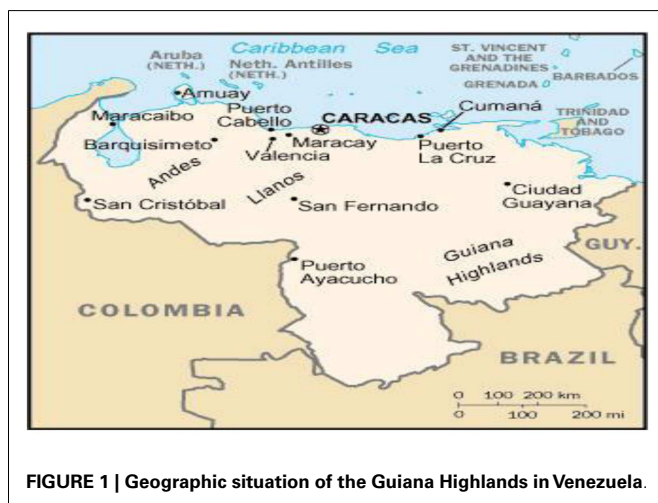 Caribbean Sea
Aruba
(NETH.)
Neth. Antilles
(NETH.)
ST. VINCENT
AND THE
GRENADINES
GRENADA
BARBADOS
TRINIDAD
AND
TOBAGO
Amuay
Maracaibo
Puerto
Cabello
CARACAS
Cumaná
Barquisimeto
Valencia
Maracay
Puerto
La Cruz
Andes
Llanos
San Cristóbal
San Fernando
Ciudad
Guayana
Guiana
Highlands
GUY.
Puerto
Ayacucho
COLOMBIA
BRAZIL
0 100 200 km
0 100 200 mi
FIGURE 1 | Geographic situation of the Guiana Highlands in Venezuela.